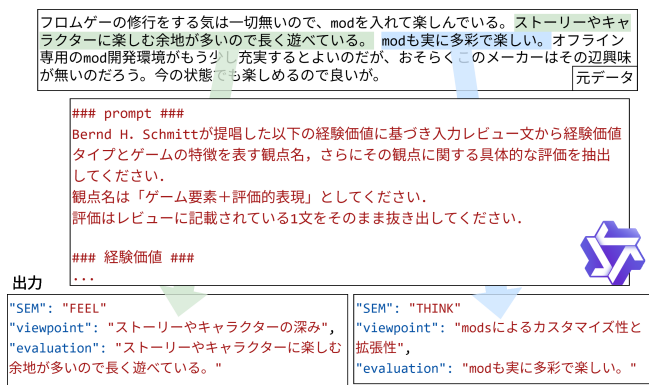 フロムゲーの修行をする気は一切無いので、modを入れて楽しんでいる。ストーリーやキャ
ラクターに楽しむ余地が多いので長く遊べている。 modも実に多彩で楽しい。オフライン
専用のmod開発環境がもう少し充実するとよいのだが、おそらくこのメーカーはその辺興味
が無いのだろう。今の状態でも楽しめるので良いが。
元データ
### prompt ###
Bernd H. Schmittが提唱した以下の経験価値に基づき入力レビュー文から経験価値
タイプとゲームの特徴を表す観点名，さらにその観点に関する具体的な評価を抽出
してください．
観点名は「ゲーム要素＋評価的表現」としてください．
評価はレビューに記載されている1文をそのまま抜き出してください．
### 経験価値 ###
...
出力
"SEM": "FEEL"
"viewpoint": "ストーリーやキャラクターの深み",
"evaluation": "ストーリーやキャラクターに楽しむ
余地が多いので長く遊べている。"
"SEM": "THINK"
"viewpoint": "modsによるカスタマイズ性と
拡張性",
"evaluation": "modも実に多彩で楽しい。"